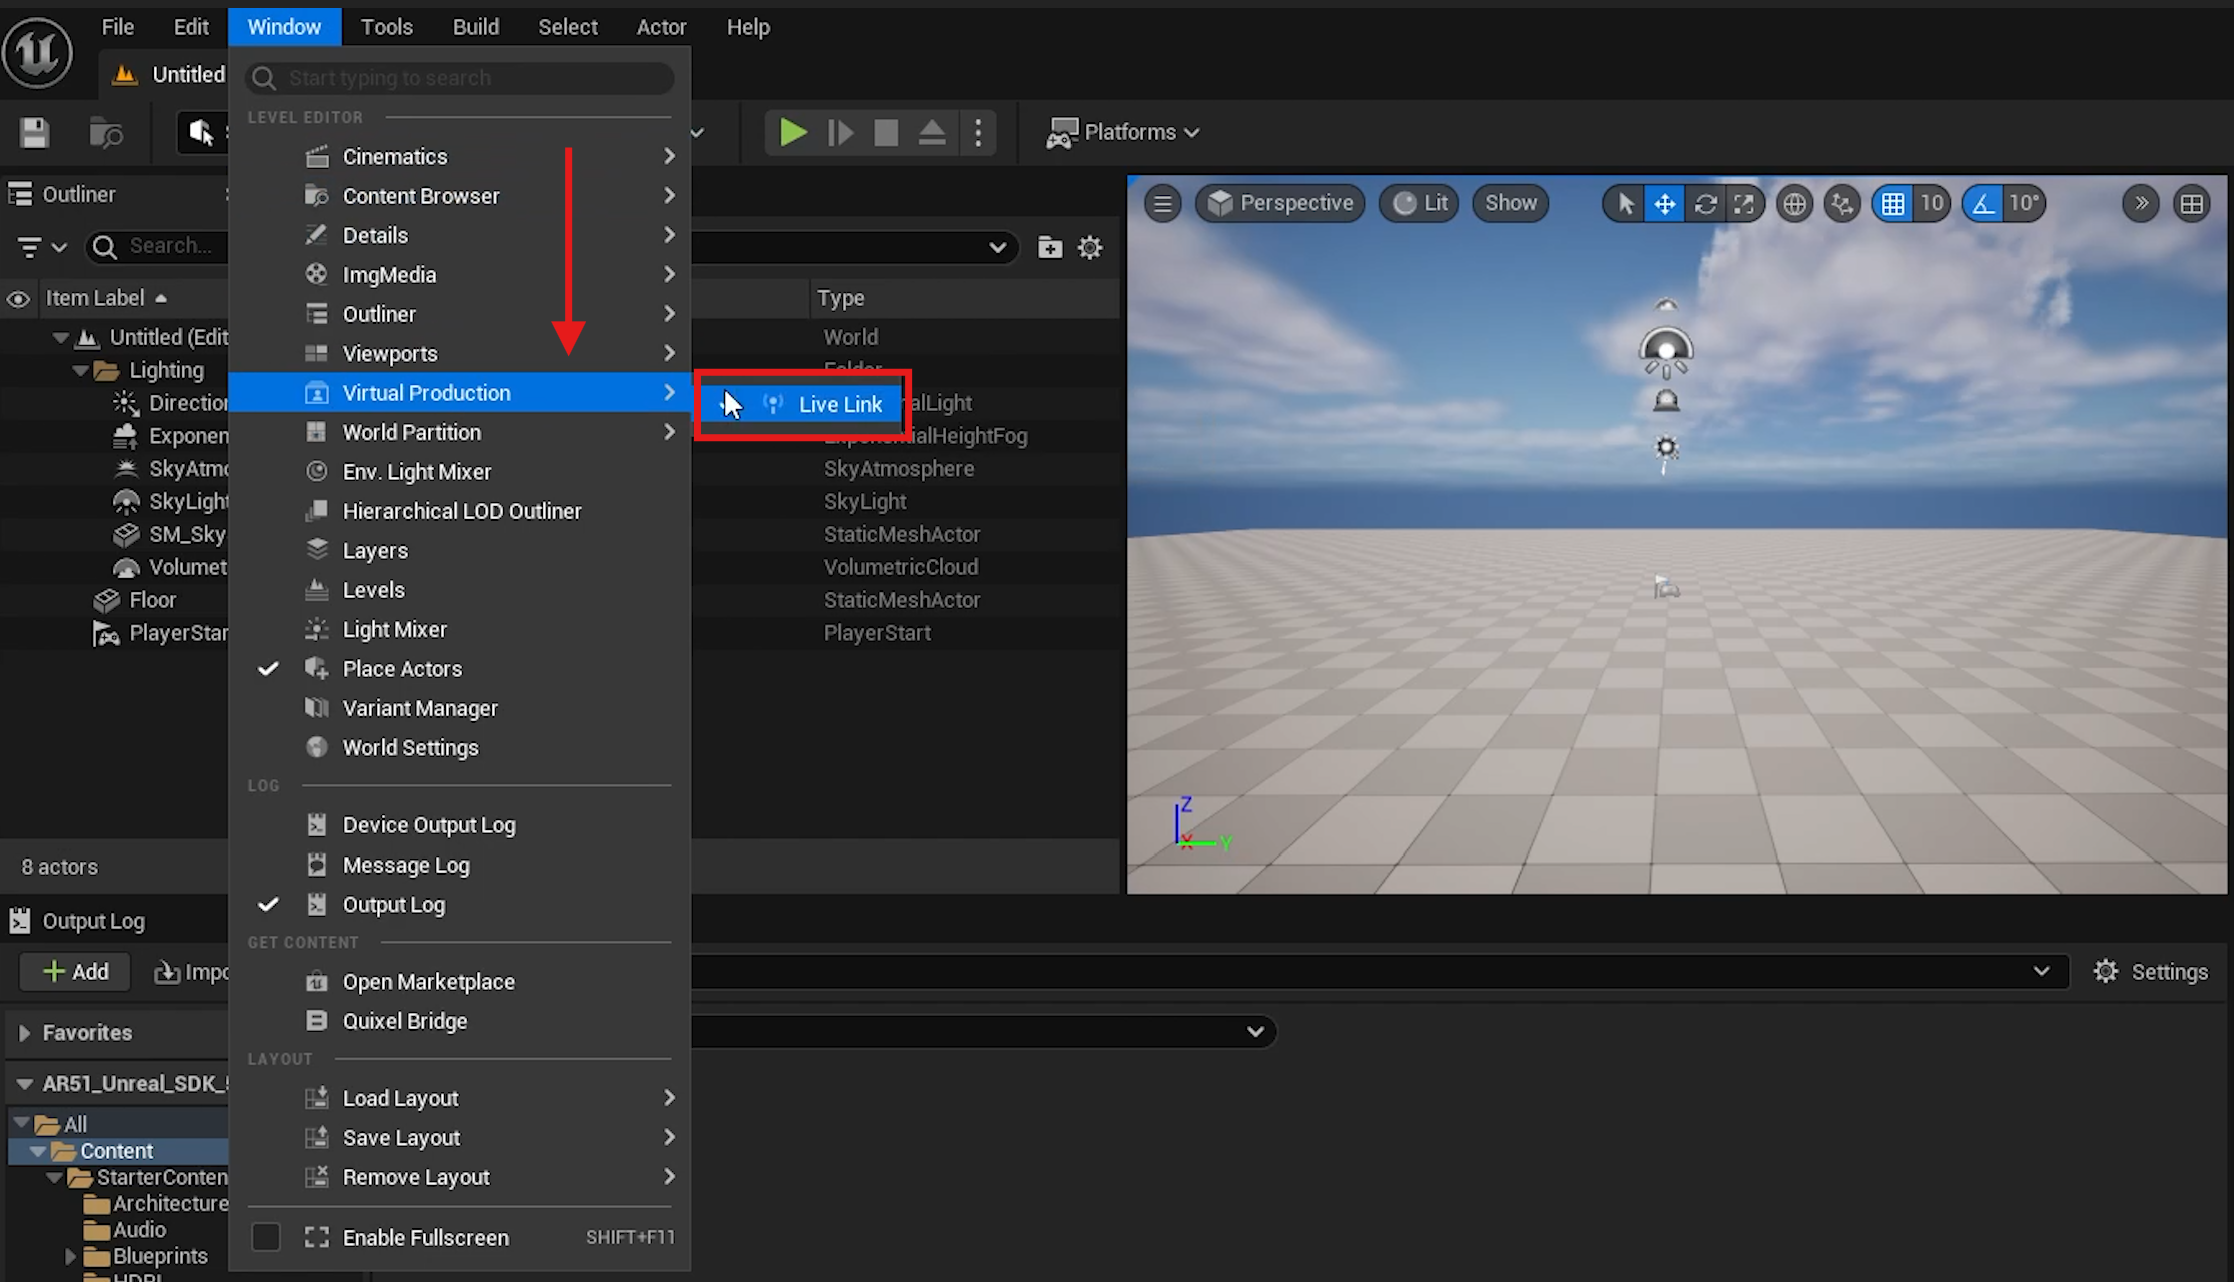 File Edit Window Tools Build Select Actor Help
Untitled
Start typing to search
LEVEL EDITOR
Cinematics
Content Browser
Details
ImgMedia
Outliner
Viewports
Virtual Production
World Partition
Env. Light Mixer
Hierarchical LOD Outliner
Layers
Levels
Light Mixer
Place Actors
Variant Manager
World Settings
LOG
Device Output Log
Message Log
Output Log
GET CONTENT
Open Marketplace
Quixel Bridge
LAYOUT
Load Layout
Save Layout
Remove Layout
Enable Fullscreen SHIFT+F11
Live Link
Platforms
Outliner
Search...
Item Label Type
Untitled (Edit World
Lighting
Direction alLight
Exponen ExponentialHeightFog
SkyAtmo SkyAtmosphere
SkyLight SkyLight
SM_Sky StaticMeshActor
Volumet VolumetricCloud
Floor StaticMeshActor
PlayerStar PlayerStart
8 actors
Perspective Lit Show 10 10°
Z
X Y
Output Log
Add Impo Settings
Favorites
AR51_Unreal_SDK_5
All
Content
StarterConten
Architecture
Audio
Blueprints
HDRI